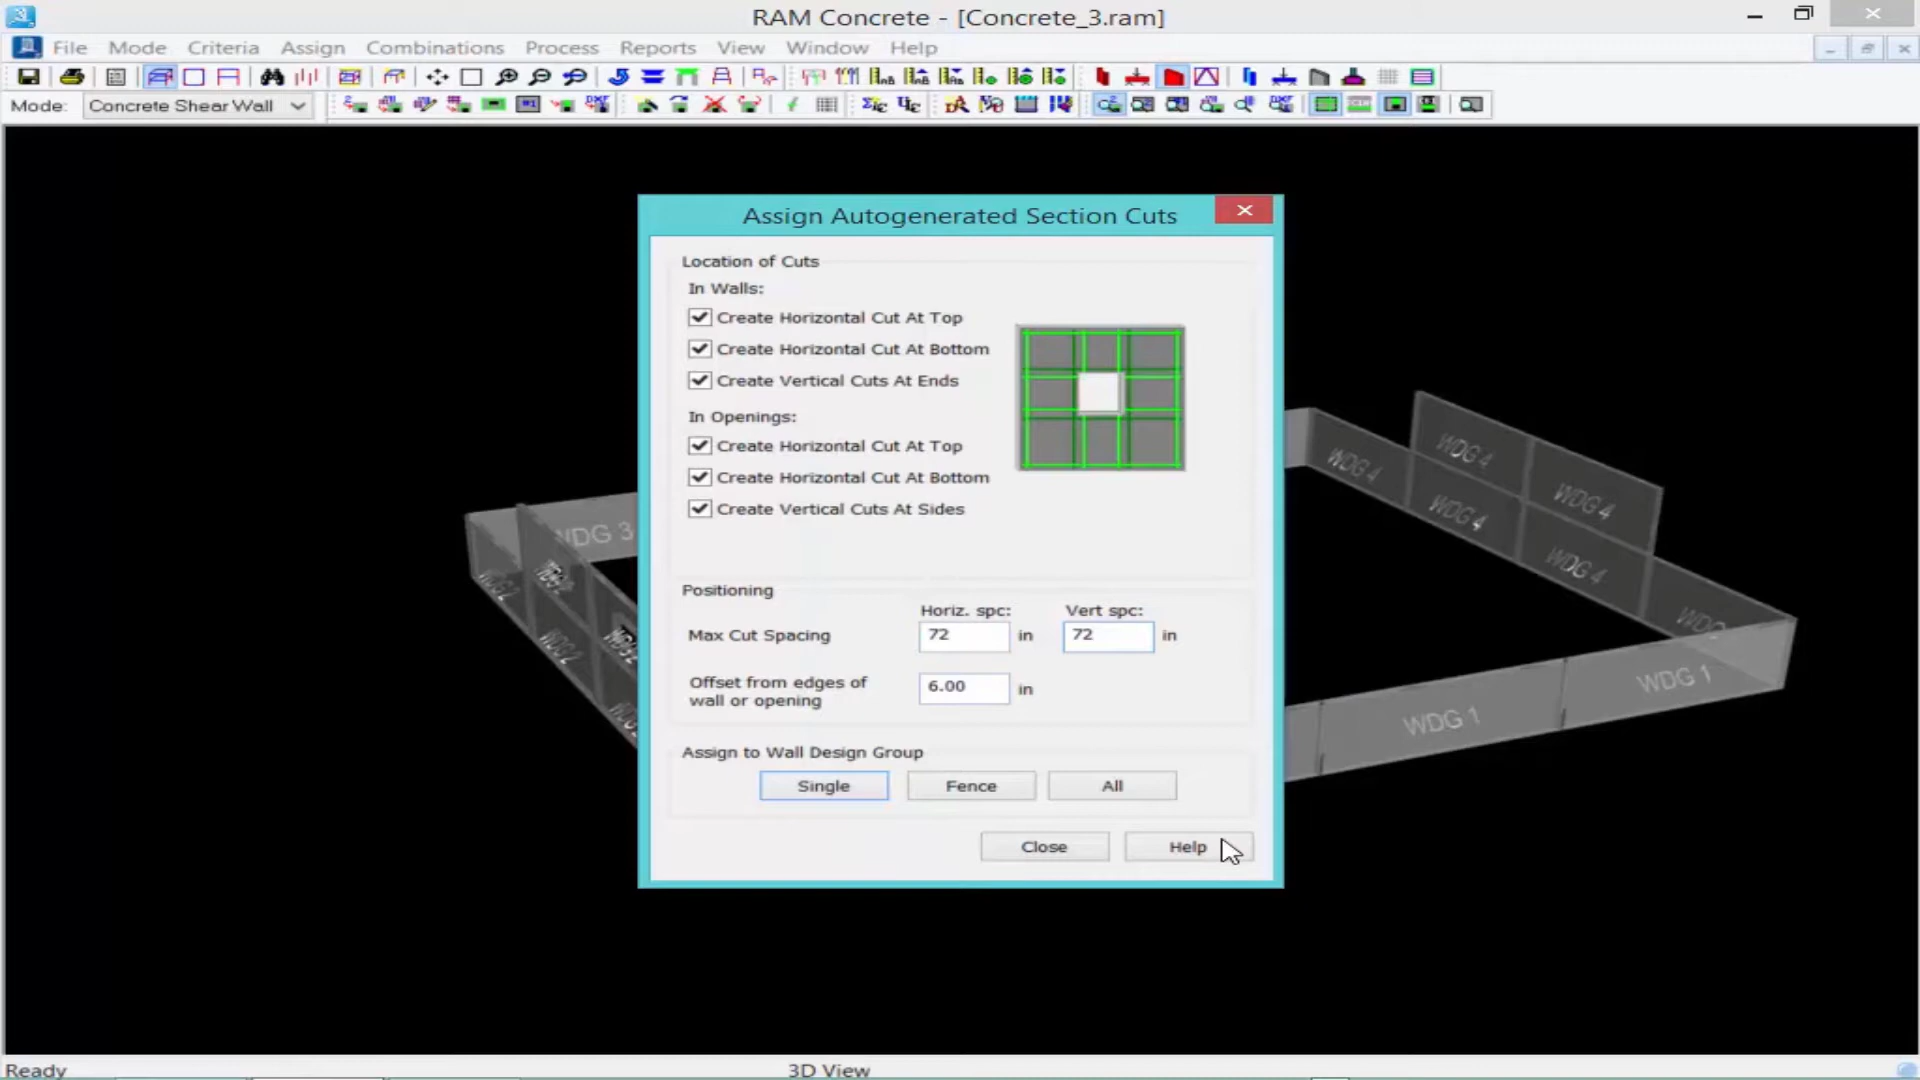 RAM Concrete - [Concrete_3.ram]
File Mode Criteria Assign Combinations Process Reports View Window Help
Mode: Concrete Shear Wall
Assign Autogenerated Section Cuts
Location of Cuts
In Walls:
Create Horizontal Cut At Top
Create Horizontal Cut At Bottom
Create Vertical Cuts At Ends
In Openings:
Create Horizontal Cut At Top
Create Horizontal Cut At Bottom
Create Vertical Cuts At Sides
Positioning
Horiz. spc: Vert spc:
Max Cut Spacing 72 in 72 in
Offset from edges of
wall or opening 6.00 in
Assign to Wall Design Group
Single Fence All
Close Help
WDG 3
WDG2
WDG2
WDG2
WDG 4
WDG 4
WDG 4
WDG 4
WDG 4
WDG 1
WDG 1
Ready 3D View